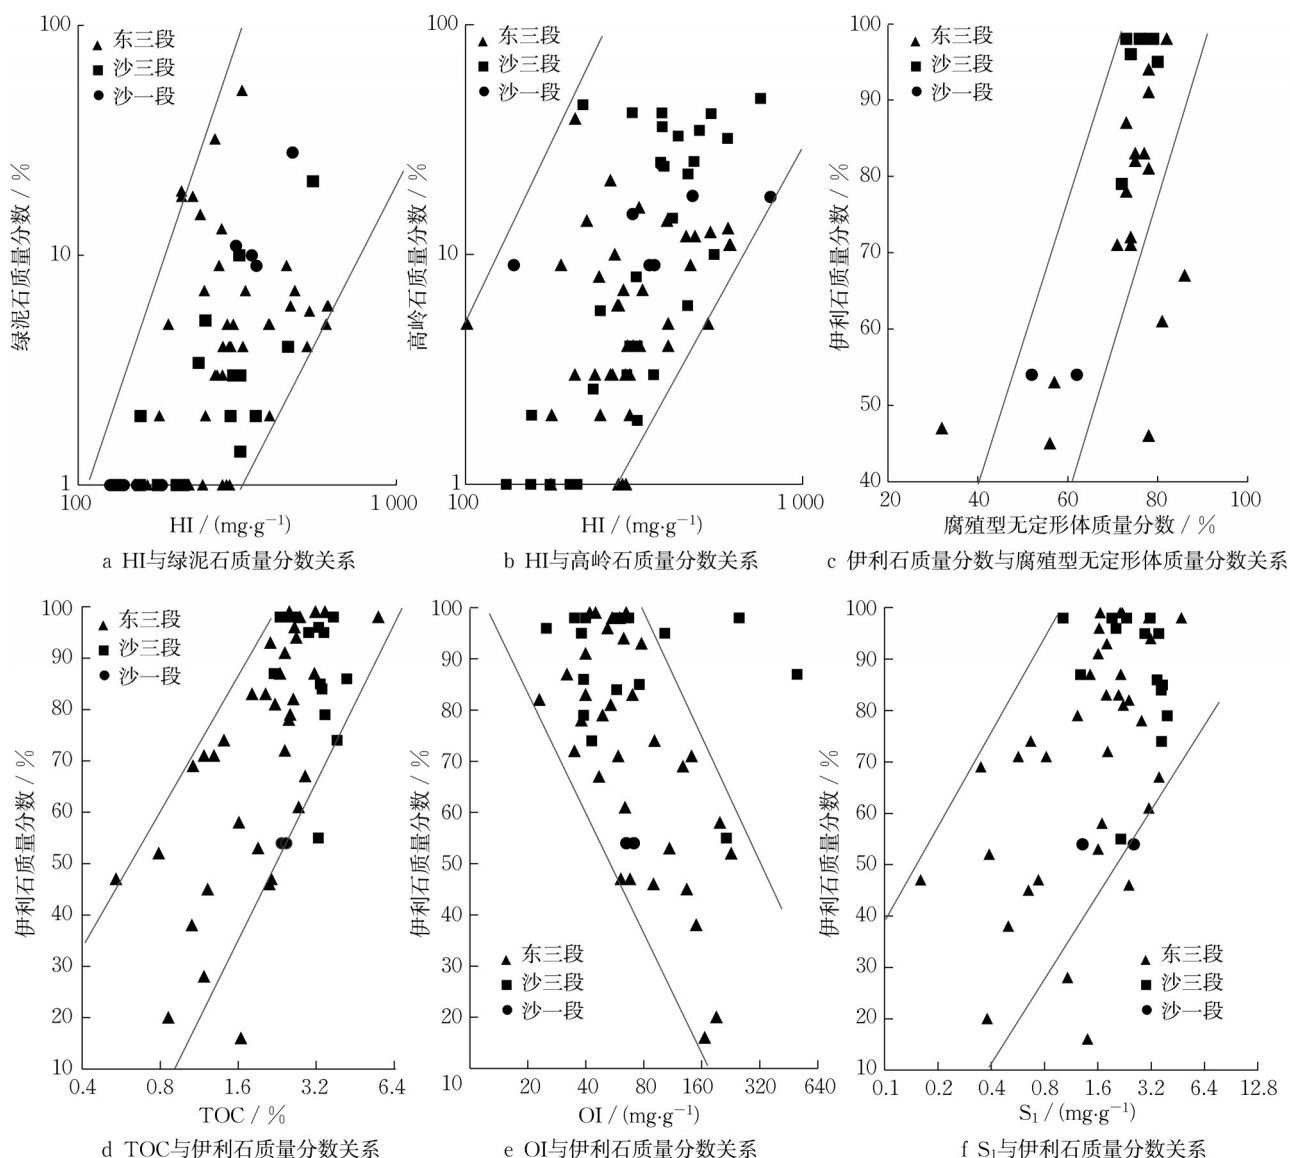 东三段
沙三段
沙一段
绿泥石质量分数 / %
100
10
1
100
1 000
HI / (mg·g⁻¹)
a HI与绿泥石质量分数关系
东三段
沙三段
沙一段
高岭石质量分数 / %
100
10
1
100
1 000
HI / (mg·g⁻¹)
b HI与高岭石质量分数关系
东三段
沙三段
沙一段
伊利石质量分数 / %
100
90
80
70
60
50
40
20 40 60 80 100
腐殖型无定形体质量分数 / %
c 伊利石质量分数与腐殖型无定形体质量分数关系
东三段
沙三段
沙一段
伊利石质量分数 / %
100
90
80
70
60
50
40
30
20
10
0.4 0.8 1.6 3.2 6.4
TOC / %
d TOC与伊利石质量分数关系
伊利石质量分数 / %
100
90
80
70
60
50
40
30
20
10
东三段
沙三段
沙一段
20 40 80 160 320 640
OI / (mg·g⁻¹)
e OI与伊利石质量分数关系
伊利石质量分数 / %
100
90
80
70
60
50
40
30
20
10
东三段
沙三段
沙一段
0.1 0.2 0.4 0.8 1.6 3.2 6.4 12.8
S₁ / (mg·g⁻¹)
f S₁与伊利石质量分数关系